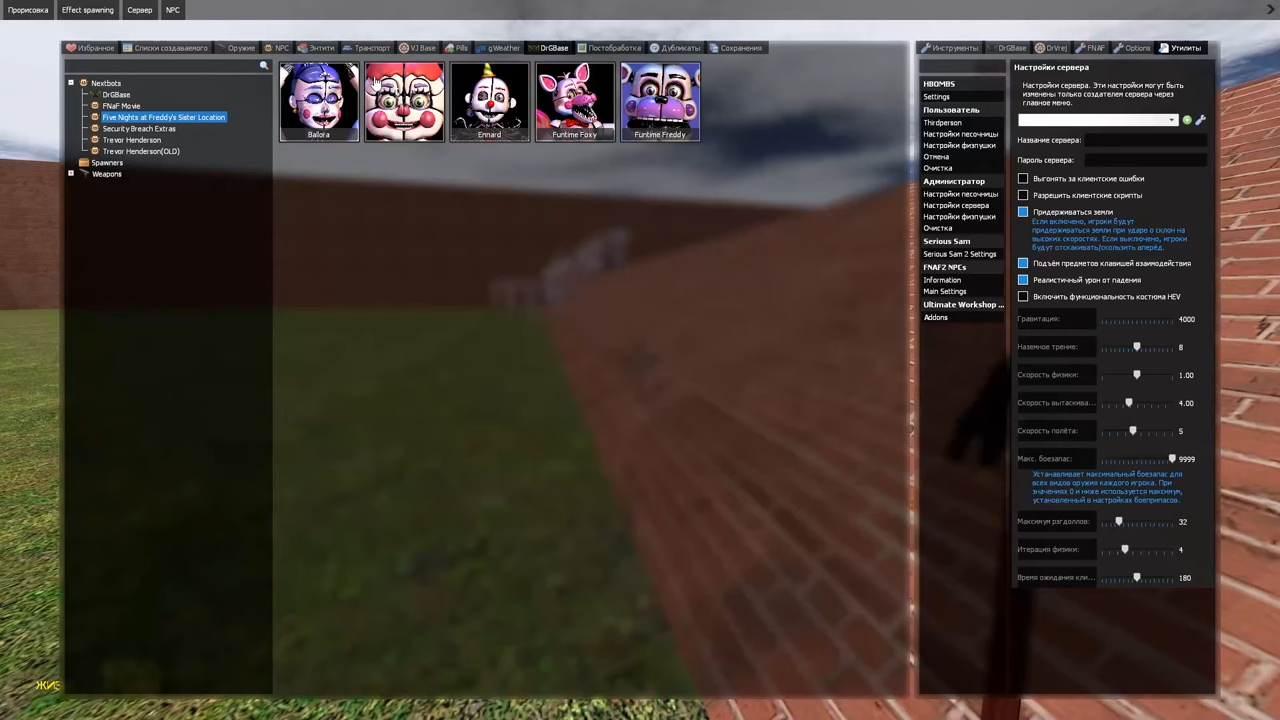 Прорисовка Effect spawning Сервер NPC
Избранное Списки создаваемого Оружие NPC Энтити Транспорт VJ Base Pills gWeather DrGBase Постобработка Дубликаты Сохранения
Nextbots
DrGBase
FNaF Movie
Five Nights at Freddy's Sister Location
Security Breach Extras
Trevor Henderson
Trevor Henderson(OLD)
Spawners
Weapons
Ballora
Ennard
Funtime Foxy
Funtime Freddy
Инструменты DrGBase DrVrej FNAF Options Утилиты
HBOMBS
Settings
Пользователь
Thirdperson
Настройки песочницы
Настройки физпушки
Отмена
Очистка
Администратор
Настройки песочницы
Настройки сервера
Настройки физпушки
Очистка
Serious Sam
Serious Sam 2 Settings
FNAF2 NPCs
Information
Main Settings
Ultimate Workshop ...
Addons
Настройки сервера
Настройки сервера. Эти настройки могут быть
изменены только создателем сервера через
главное меню.
Название сервера:
Пароль сервера:
Выгонять за клиентские ошибки
Разрешить клиентские скрипты
Придерживаться земли
Если включено, игроки будут
придерживаться земли при ударе о склон на
высоких скоростях. Если выключено, игроки
будут отскакивать/скользить вперёд.
Подъём предметов клавишей взаимодействия
Реалистичный урон от падения
Включить функциональность костюма HEV
Гравитация: 4000
Наземное трение: 8
Скорость физики: 1.00
Скорость вытаскива... 4.00
Скорость полёта: 5
Макс. боезапас: 9999
Устанавливает максимальный боезапас для
всех видов оружия каждого игрока. При
значениях 0 и ниже используется максимум,
установленный в настройках боеприпасов.
Максимум рэгдоллов: 32
Итерация физики: 4
Время ожидания кли... 180
ЖИЗ